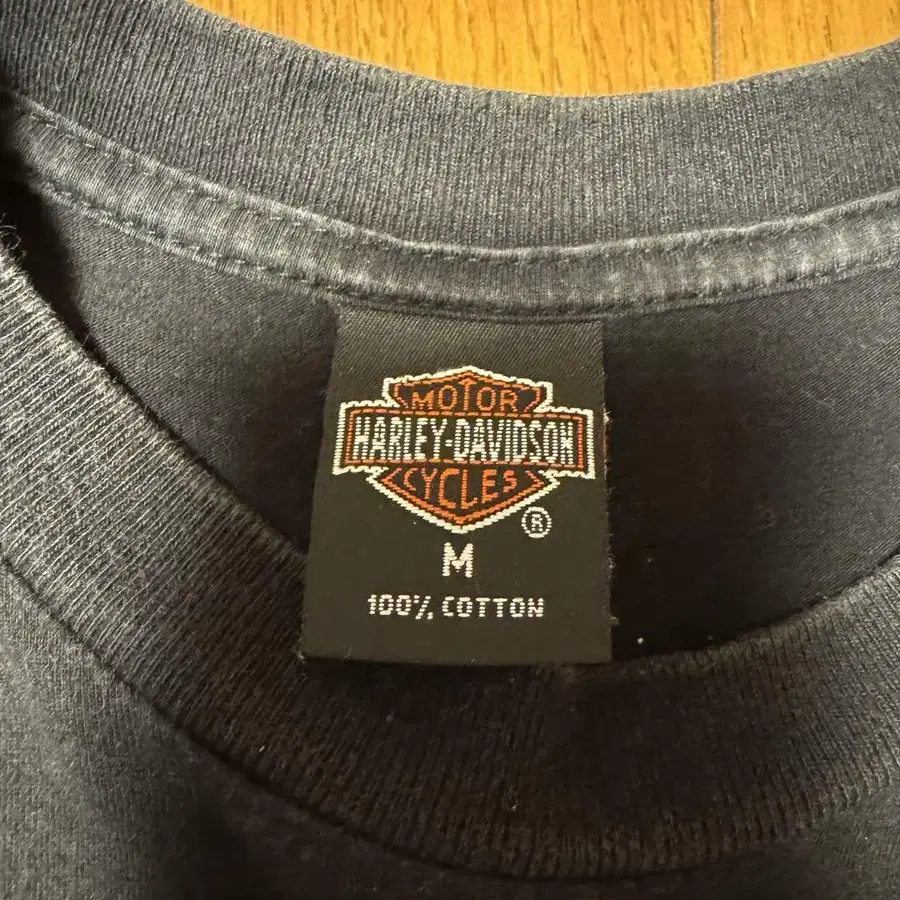 MOTOR
HARLEY-DAVIDSON
CYCLES
®
M
100% COTTON